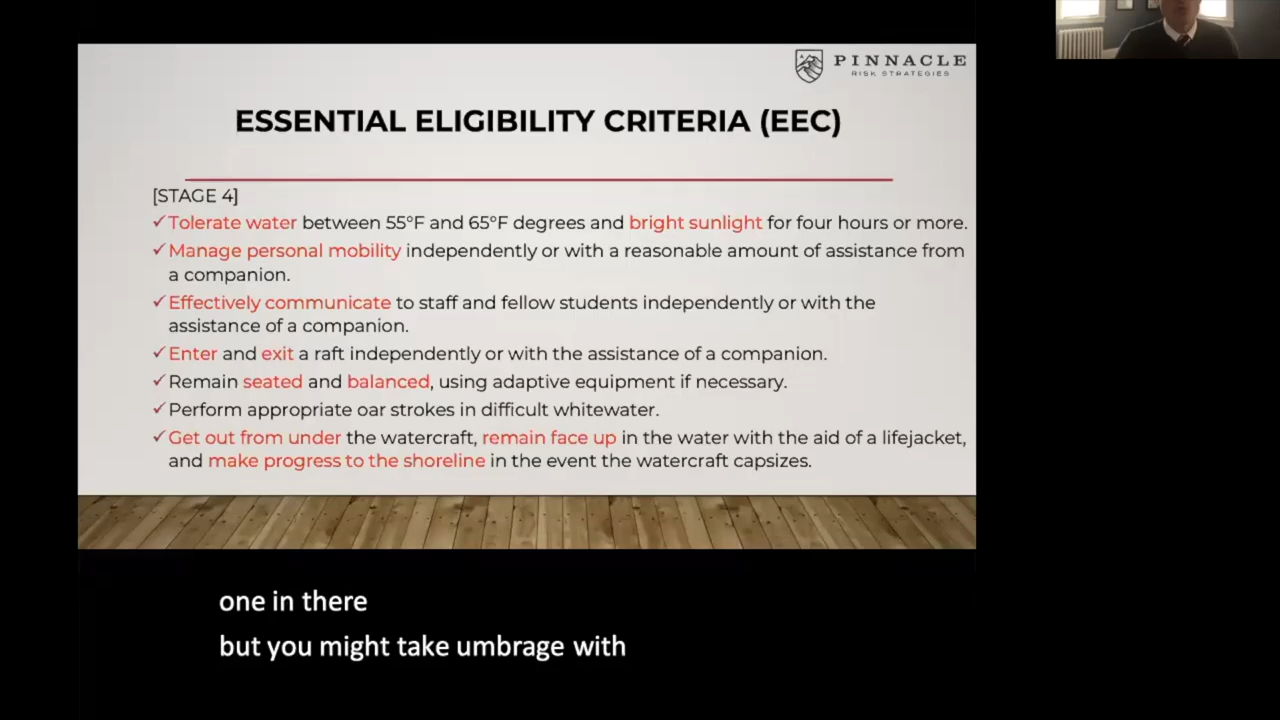 PINNACLE
RISK STRATEGIES
ESSENTIAL ELIGIBILITY CRITERIA (EEC)
[STAGE 4]
✓Tolerate water between 55°F and 65°F degrees and bright sunlight for four hours or more.
✓Manage personal mobility independently or with a reasonable amount of assistance from
a companion.
✓Effectively communicate to staff and fellow students independently or with the
assistance of a companion.
✓Enter and exit a raft independently or with the assistance of a companion.
✓Remain seated and balanced, using adaptive equipment if necessary.
✓Perform appropriate oar strokes in difficult whitewater.
✓Get out from under the watercraft, remain face up in the water with the aid of a lifejacket,
and make progress to the shoreline in the event the watercraft capsizes.
one in there
but you might take umbrage with